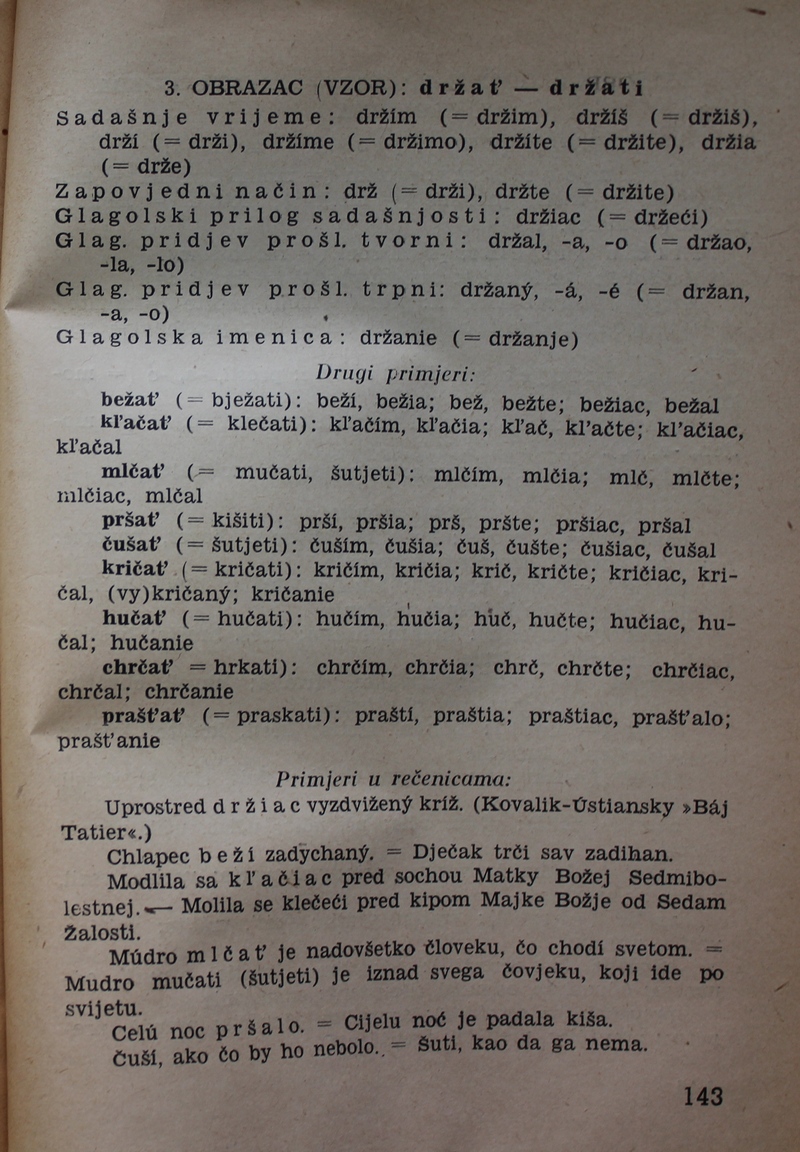 3. OBRAZAC (VZOR): držať — držati
Sadašnje vrijeme: držím (= držim), držíš (= držiš),
drží (= drži), držíme (= držimo), držíte (= držite), držia
(= drže)
Zapovjedni način: drž (= drži), držte (= držite)
Glagolski prilog sadašnjosti: držiac (= držeći)
Glag. pridjev prošl. tvorni: držal, -a, -o (= držao,
-la, -lo)
Glag. pridjev prošl. trpni: držaný, -á, -é (= držan,
-a, -o)
Glagolska imenica: držanie (= držanje)
Drugi primjeri:
bežať (= bježati): beží, bežia; bež, bežte; bežiac, bežal
kľačať (= klečati): kľačím, kľačia; kľač, kľačte; kľačiac,
kľačal
mlčať (= mučati, šutjeti): mlčím, mlčia; mlč, mlčte;
mlčiac, mlčal
pršať (= kišiti): prší, pršia; prš, pršte; pršiac, pršal
čušať (= šutjeti): čuším, čušia; čuš, čušte; čušiac, čušal
kričať (= kričati): kričím, kričia; krič, kričte; kričiac, kri-
čal, (vy)kričaný; kričanie
hučať (= hučati): hučím, hučia; huč, hučte; hučiac, hu-
čal; hučanie
chrčať = hrkati): chrčím, chrčia; chrč, chrčte; chrčiac,
chrčal; chrčanie
prašťať (= praskati): praští, praštia; praštiac, prašťalo;
prašťanie
Primjeri u rečenicama:
Uprostred držiac vyzdvižený kríž. (Kovalik-Ústiansky »Báj
Tatier«.)
Chlapec beží zadýchaný. = Dječak trči sav zadihan.
Modlila sa kľačiac pred sochou Matky Božej Sedmibo-
lestnej. — Molila se klečeći pred kipom Majke Božje od Sedam
Žalosti.
Múdro mlčať je nadovšetko človeku, čo chodí svetom. =
Mudro mučati (šutjeti) je iznad svega čovjeku, koji ide po
svijetu.
Celú noc pršalo. = Cijelu noć je padala kiša.
Čuší, ako čo by ho nebolo. = Šuti, kao da ga nema.
143